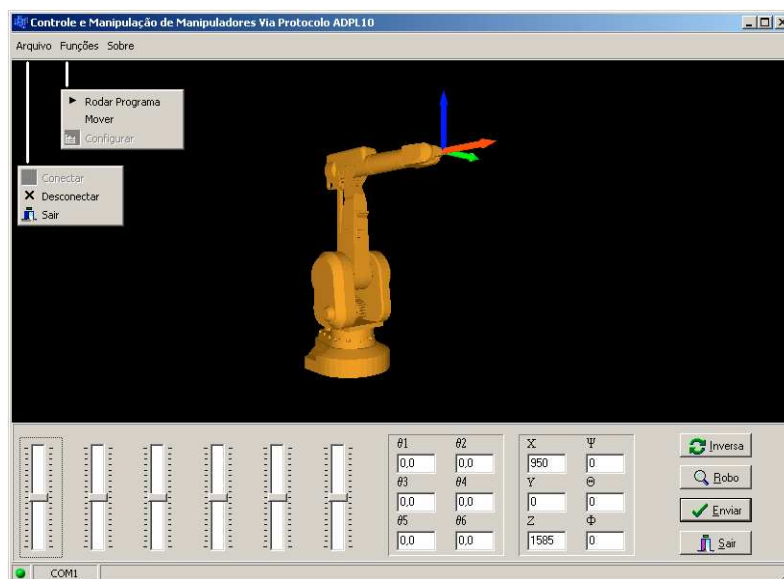 Controle e Manipulação de Manipuladores Via Protocolo ADPL10
Arquivo Funções Sobre
Rodar Programa
Mover
Configurar
Conectar
Desconectar
Sair
θ1 θ2
0,0 0,0
θ3 θ4
0,0 0,0
θ5 θ6
0,0 0,0
X Ψ
950 0
Y Θ
0 0
Z Φ
1585 0
Inversa
Robo
Enviar
Sair
COM1